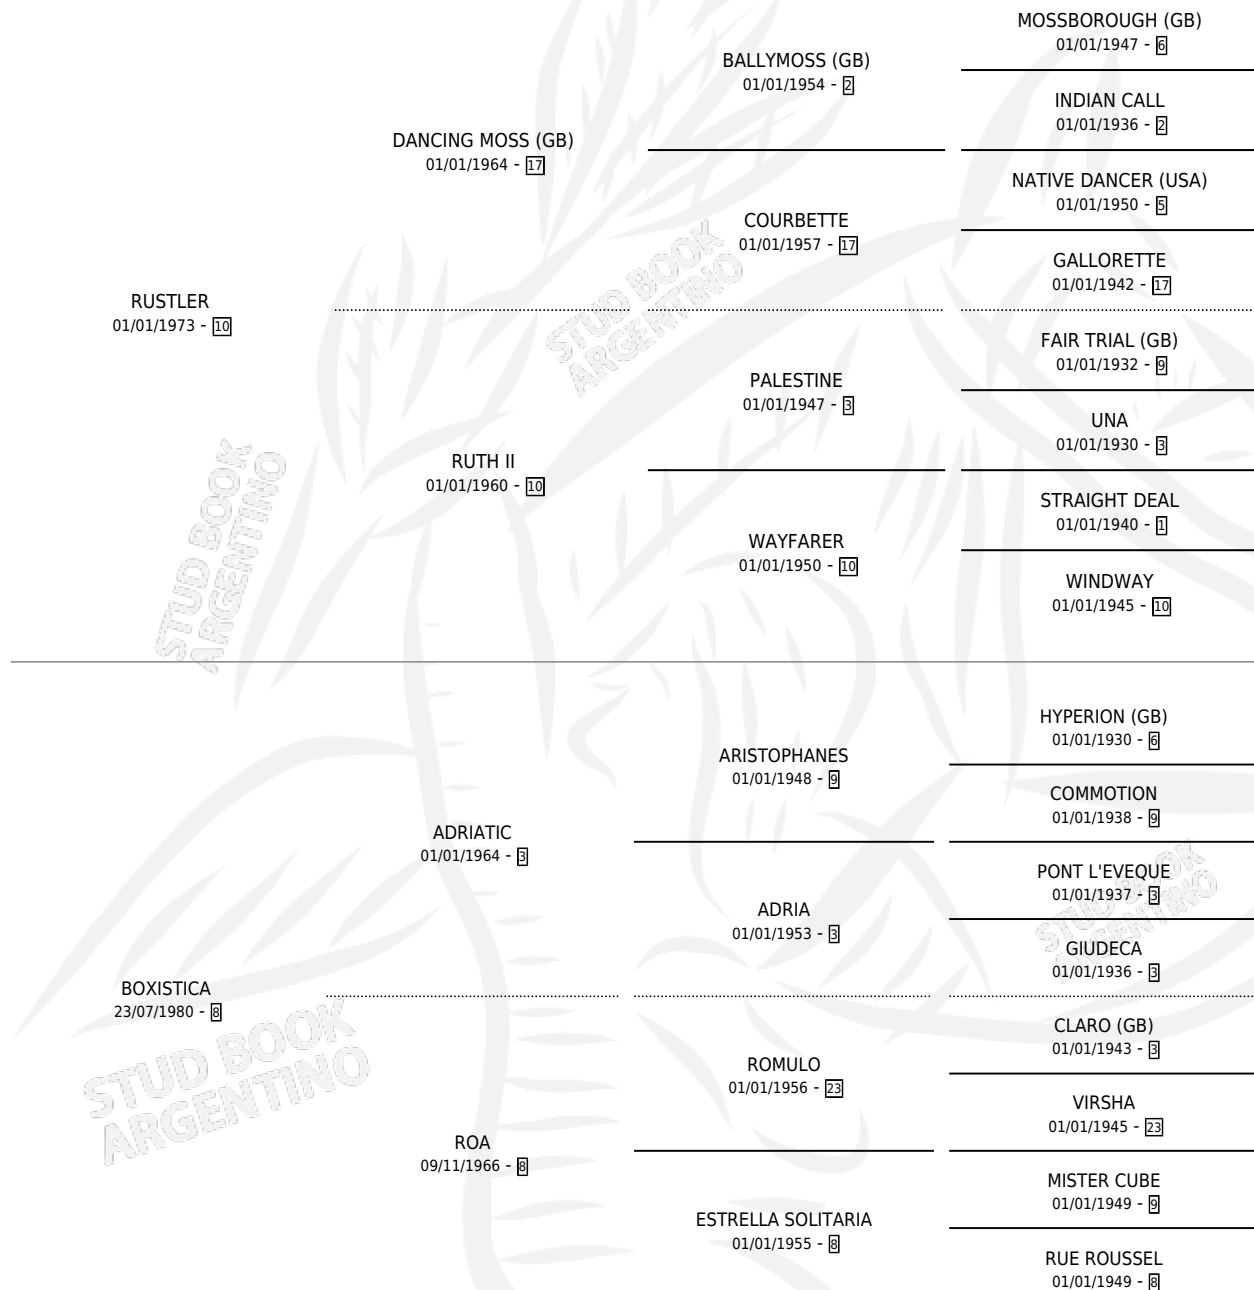 MOSSBOROUGH (GB)
01/01/1947 - 6
BALLYMOSS (GB)
01/01/1954 - 2
INDIAN CALL
01/01/1936 - 2
DANCING MOSS (GB)
01/01/1964 - 17
NATIVE DANCER (USA)
01/01/1950 - 5
COURBETTE
01/01/1957 - 17
GALLORETTE
01/01/1942 - 17
STUD BOOK
ARGENTINO
RUSTLER
01/01/1973 - 10
FAIR TRIAL (GB)
01/01/1932 - 9
PALESTINE
01/01/1947 - 3
UNA
01/01/1930 - 3
RUTH II
01/01/1960 - 10
STRAIGHT DEAL
01/01/1940 - 1
WAYFARER
01/01/1950 - 10
WINDWAY
01/01/1945 - 10
STUD BOOK
ARGENTINO
HYPERION (GB)
01/01/1930 - 6
ARISTOPHANES
01/01/1948 - 9
COMMOTION
01/01/1938 - 9
ADRIATIC
01/01/1964 - 3
PONT L'EVEQUE
01/01/1937 - 3
ADRIA
01/01/1953 - 3
GIUDECA
01/01/1936 - 3
STUD BOOK
ARGENTINO
BOXISTICA
23/07/1980 - 8
CLARO (GB)
01/01/1943 - 3
ROMULO
01/01/1956 - 23
VIRSHA
01/01/1945 - 23
STUD BOOK
ARGENTINO
ROA
09/11/1966 - 8
MISTER CUBE
01/01/1949 - 9
ESTRELLA SOLITARIA
01/01/1955 - 8
RUE ROUSSEL
01/01/1949 - 8